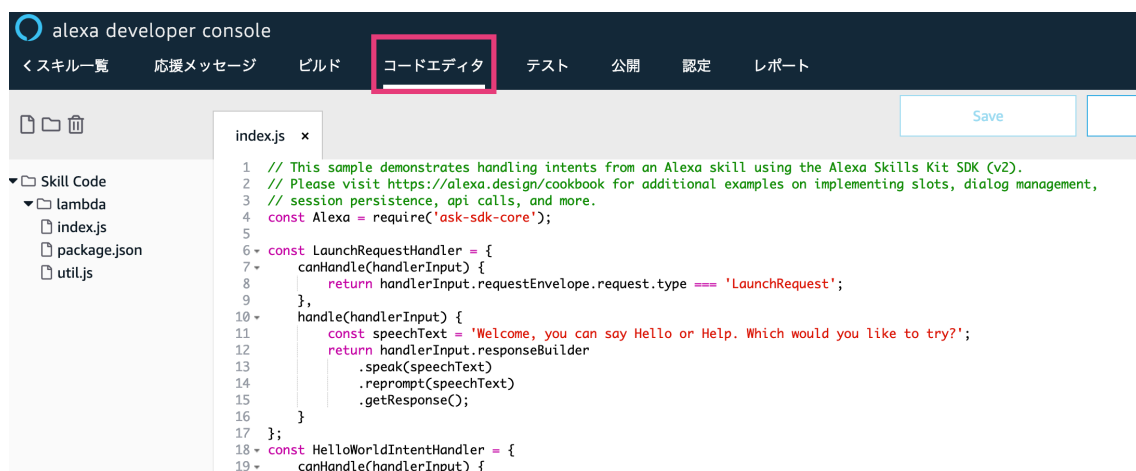 alexa developer console
スキル一覧 応援メッセージ ビルド コードエディタ テスト 公開 認定 レポート
Save
index.js ×
Skill Code
lambda
index.js
package.json
util.js
1 // This sample demonstrates handling intents from an Alexa skill using the Alexa Skills Kit SDK (v2).
2 // Please visit https://alexa.design/cookbook for additional examples on implementing slots, dialog management,
3 // session persistence, api calls, and more.
4 const Alexa = require('ask-sdk-core');
5
6 const LaunchRequestHandler = {
7     canHandle(handlerInput) {
8         return handlerInput.requestEnvelope.request.type === 'LaunchRequest';
9     },
10     handle(handlerInput) {
11         const speechText = 'Welcome, you can say Hello or Help. Which would you like to try?';
12         return handlerInput.responseBuilder
13             .speak(speechText)
14             .reprompt(speechText)
15             .getResponse();
16     }
17 };
18 const HelloWorldIntentHandler = {
19     canHandle(handlerInput) {